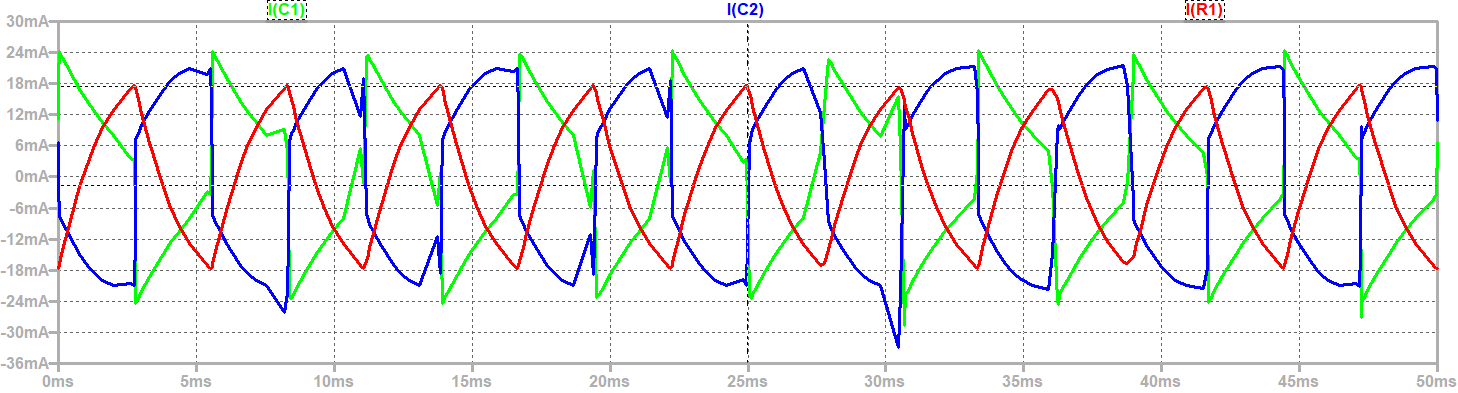 I(C1) I(C2) I(R1)
30mA
24mA
18mA
12mA
6mA
0mA
-6mA
-12mA
-18mA
-24mA
-30mA
-36mA
0ms 5ms 10ms 15ms 20ms 25ms 30ms 35ms 40ms 45ms 50ms